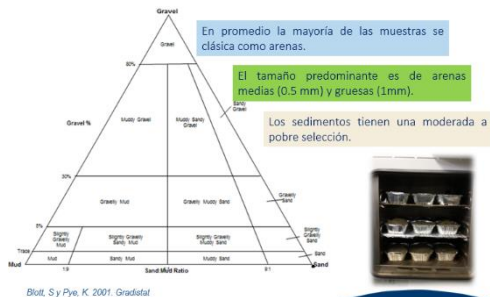 Gravel
Gravel
En promedio la mayoría de las muestras se
clásica como arenas.
80%
El tamaño predominante es de arenas
medias (0.5 mm) y gruesas (1mm).
Sandy
Gravel
Gravel %
Muddy Gravel
Muddy Sandy
Gravel
Los sedimentos tienen una moderada a
pobre selección.
30%
Gravelly Mud
Gravelly Muddy Sand
Gravelly
Sand
5%
Slightly
Gravelly
Mud
Slightly Gravelly
Sandy Mud
Slightly Gravelly
Muddy Sand
Slightly
Gravelly
Sand
Trace
Mud
Sandy Mud
Muddy Sand
Sand
Mud
1:9
Sand:Mud Ratio
9:1
Sand
Blott, S y Pye, K. 2001. Gradistat